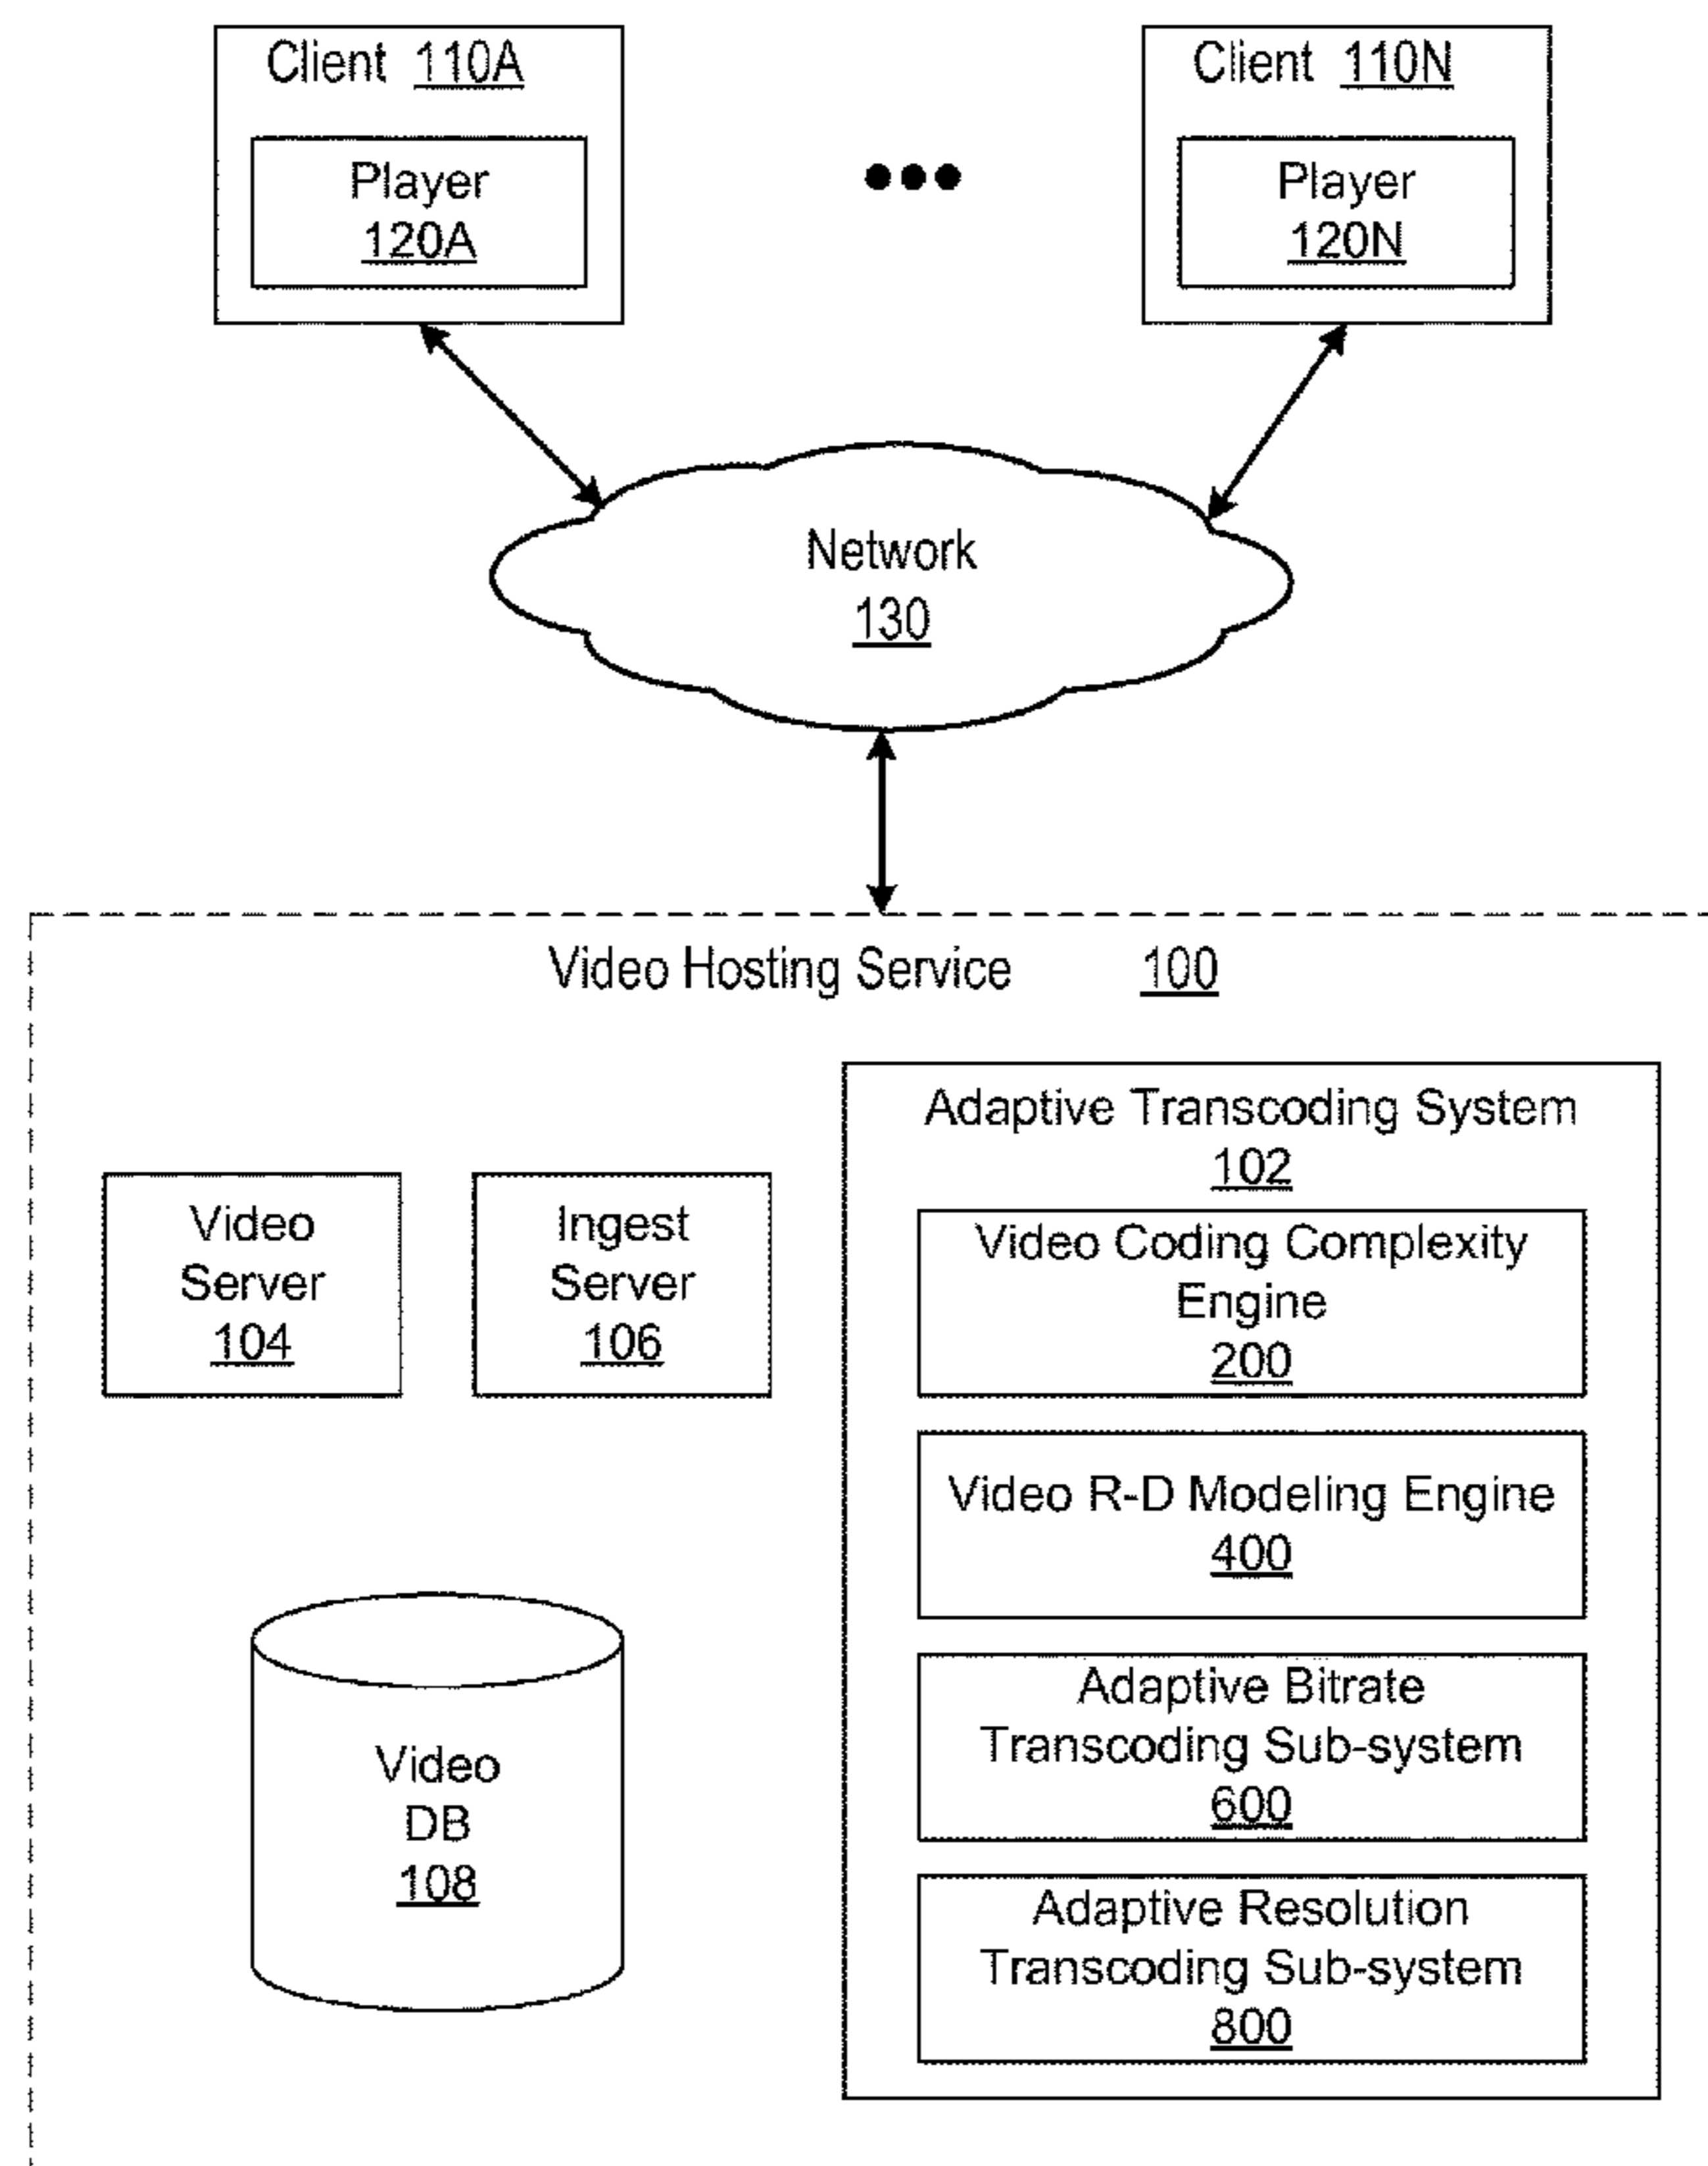 Client 110A
Player
120A
Client 110N
Player
120N
Network
130
Video Hosting Service 100
Adaptive Transcoding System
102
Video
Server
104
Ingest
Server
106
Video Coding Complexity
Engine
200
Video R-D Modeling Engine
400
Adaptive Bitrate
Transcoding Sub-system
600
Adaptive Resolution
Transcoding Sub-system
800
Video
DB
108